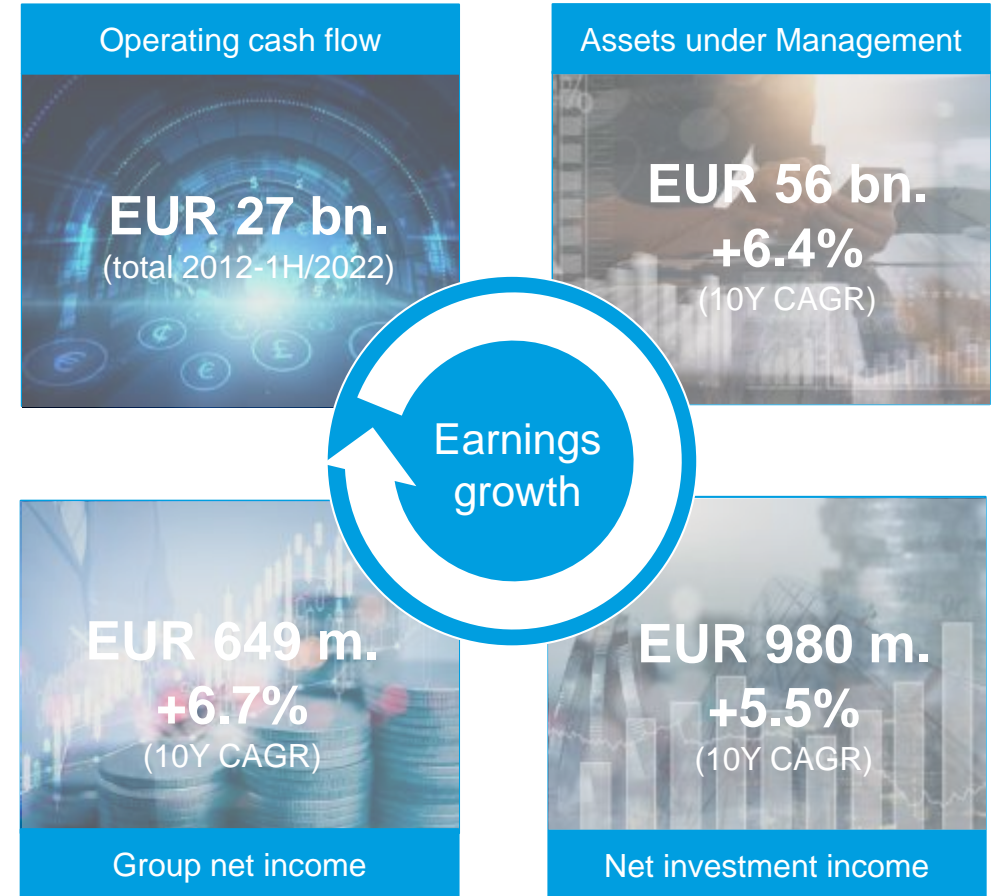 Operating cash flow
EUR 27 bn.
(total 2012-1H/2022)
Assets under Management
EUR 56 bn.
+6.4%
(10Y CAGR)
Earnings
growth
EUR 649 m.
+6.7%
(10Y CAGR)
Group net income
EUR 980 m.
+5.5%
(10Y CAGR)
Net investment income